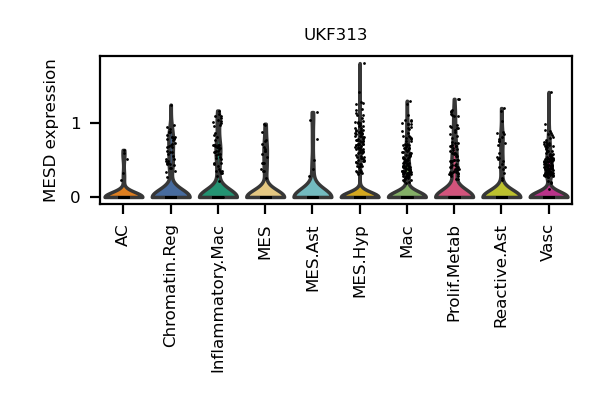 UKF313
MESD expression
1
0
AC
Chromatin.Reg
Inflammatory.Mac
MES
MES.Ast
MES.Hyp
Mac
Prolif.Metab
Reactive.Ast
Vasc